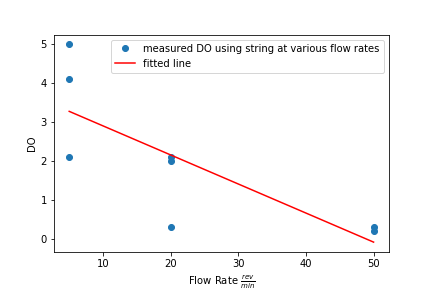 measured DO using string at various flow rates
fitted line
5
4
3
2
1
0
DO
10 20 30 40 50
Flow Rate rev/min